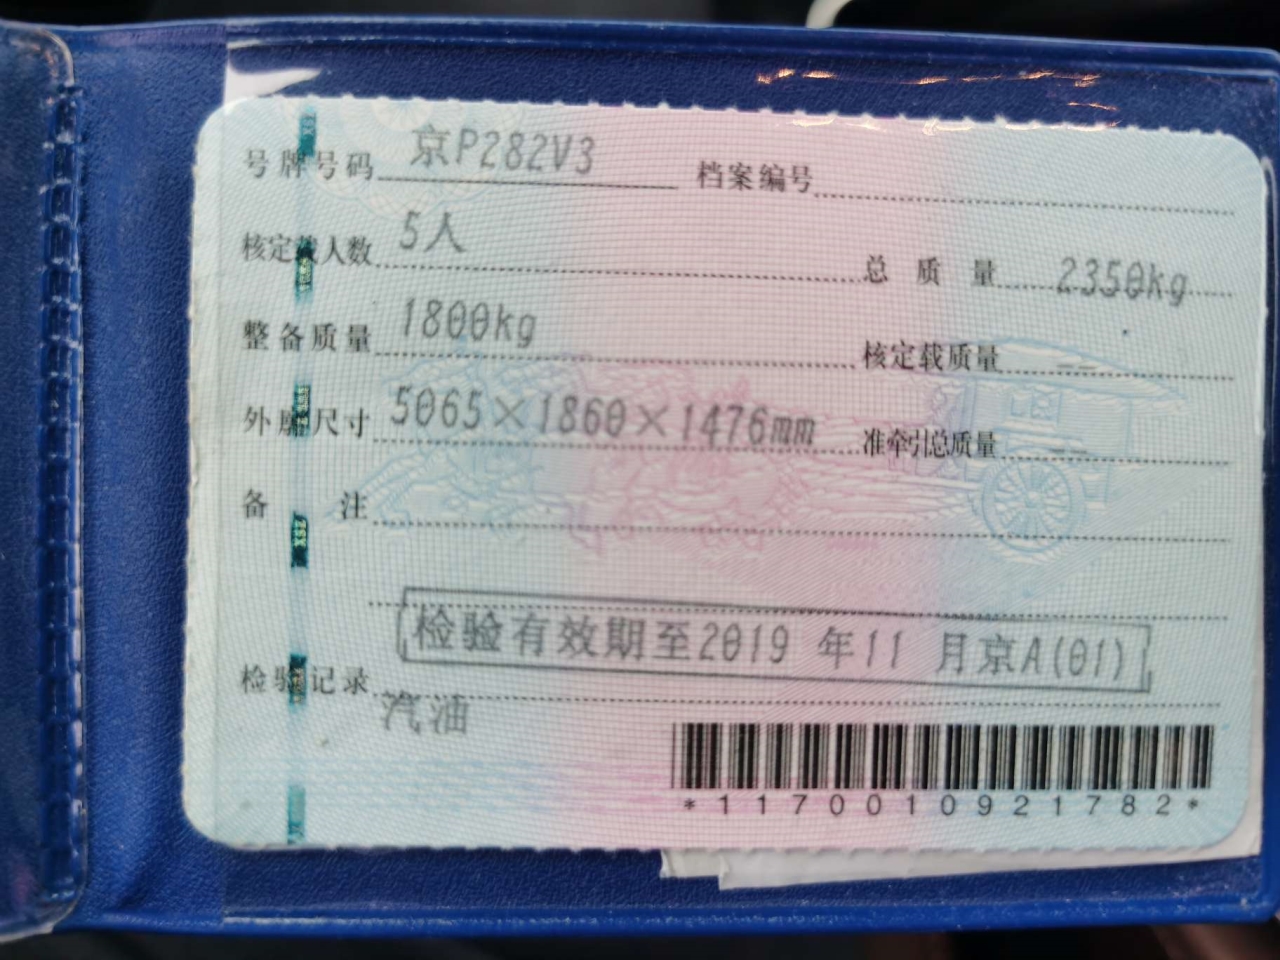 号牌号码 京P282V3 档案编号
核定载人数 5人 总质量 2350kg
整备质量 1800kg 核定载质量 --
外廓尺寸 5065×1860×1476mm 准牵引总质量 --
备注
检验有效期至2019 年11 月京A(01)
检验记录
汽油
*1170010921782*